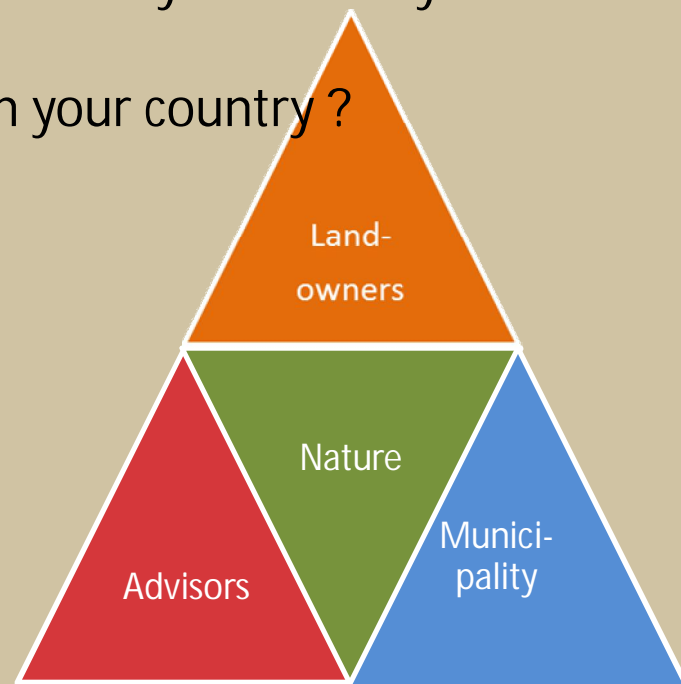 n your country ?
Land-
owners
Nature
Munici-
pality
Advisors